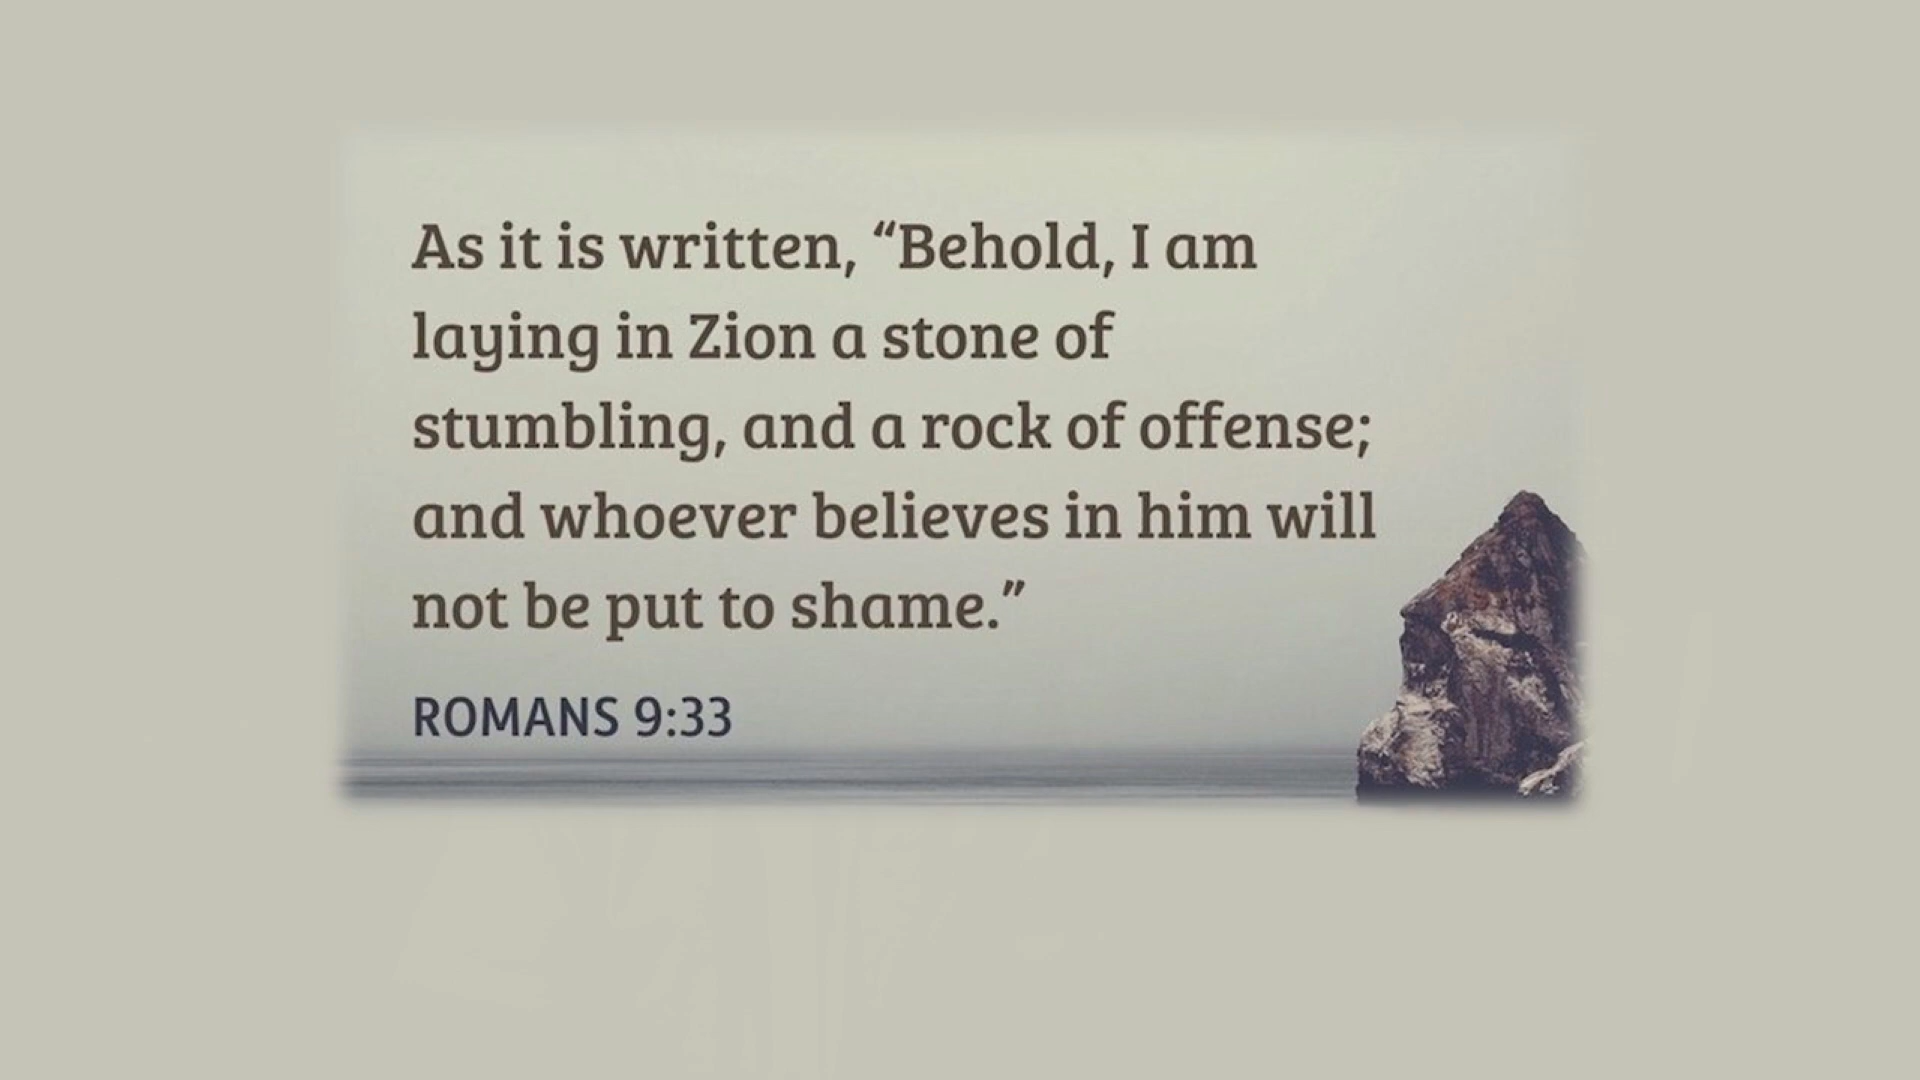 As it is written, “Behold, I am
laying in Zion a stone of
stumbling, and a rock of offense;
and whoever believes in him will
not be put to shame.”
ROMANS 9:33